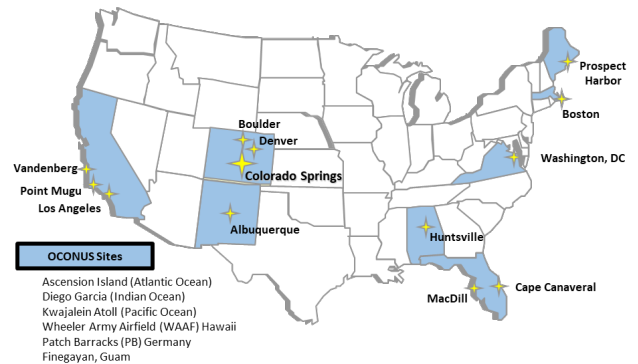 Prospect
Harbor
Boston
Boulder
Denver
Washington, DC
Vandenberg
Colorado Springs
Point Mugu
Los Angeles
Albuquerque
Huntsville
OCONUS Sites
Ascension Island (Atlantic Ocean)
Diego Garcia (Indian Ocean)
MacDill
Cape Canaveral
Kwajalein Atoll (Pacific Ocean)
Wheeler Army Airfield (WAAF) Hawaii
Patch Barracks (PB) Germany
Finegayan, Guam